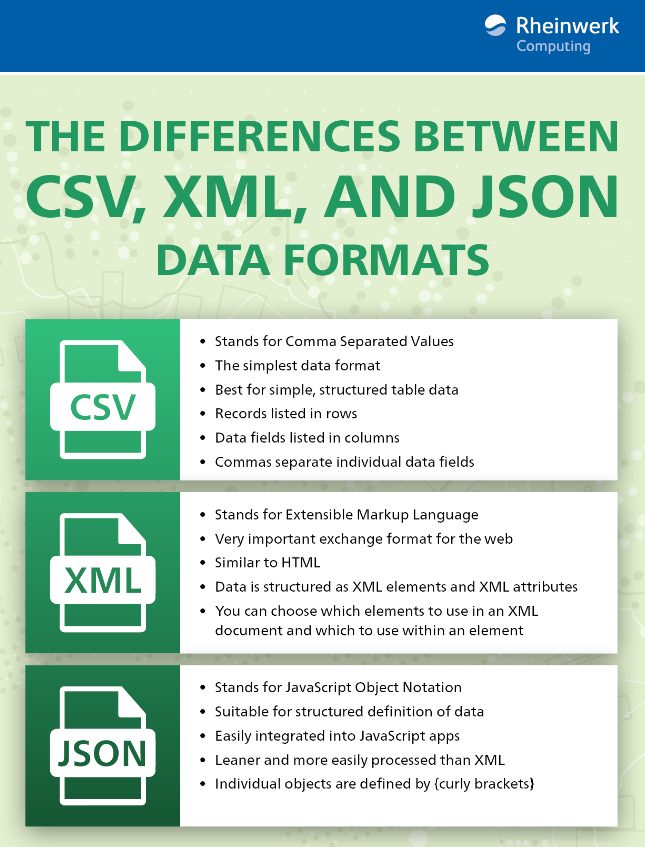 Rheinwerk
Computing
THE DIFFERENCES BETWEEN
CSV, XML, AND JSON
DATA FORMATS
CSV
• Stands for Comma Separated Values
• The simplest data format
• Best for simple, structured table data
• Records listed in rows
• Data fields listed in columns
• Commas separate individual data fields
XML
• Stands for Extensible Markup Language
• Very important exchange format for the web
• Similar to HTML
• Data is structured as XML elements and XML attributes
• You can choose which elements to use in an XML
document and which to use within an element
JSON
• Stands for JavaScript Object Notation
• Suitable for structured definition of data
• Easily integrated into JavaScript apps
• Leaner and more easily processed than XML
• Individual objects are defined by {curly brackets}